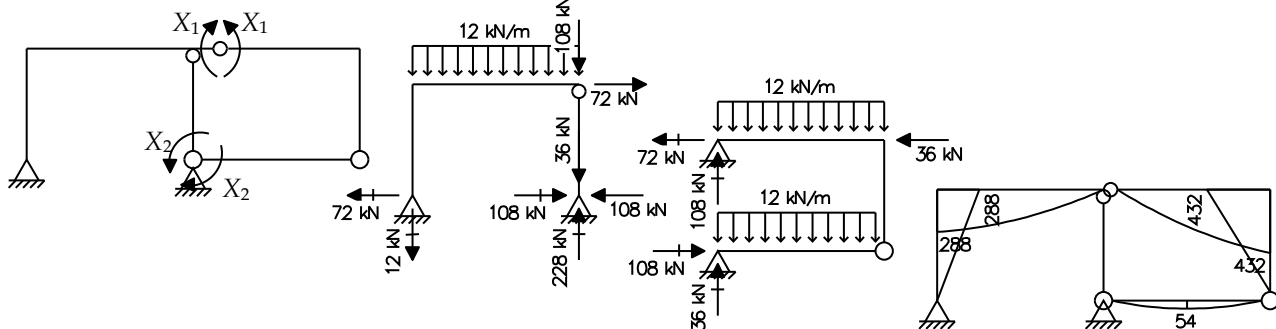 X₁ X₁
X₂
X₂
12 kN/m
108 kN
72 kN
36 kN
72 kN
12 kN
108 kN
108 kN
228 kN
12 kN/m
72 kN
36 kN
108 kN
12 kN/m
108 kN
36 kN
288
288
432
432
54